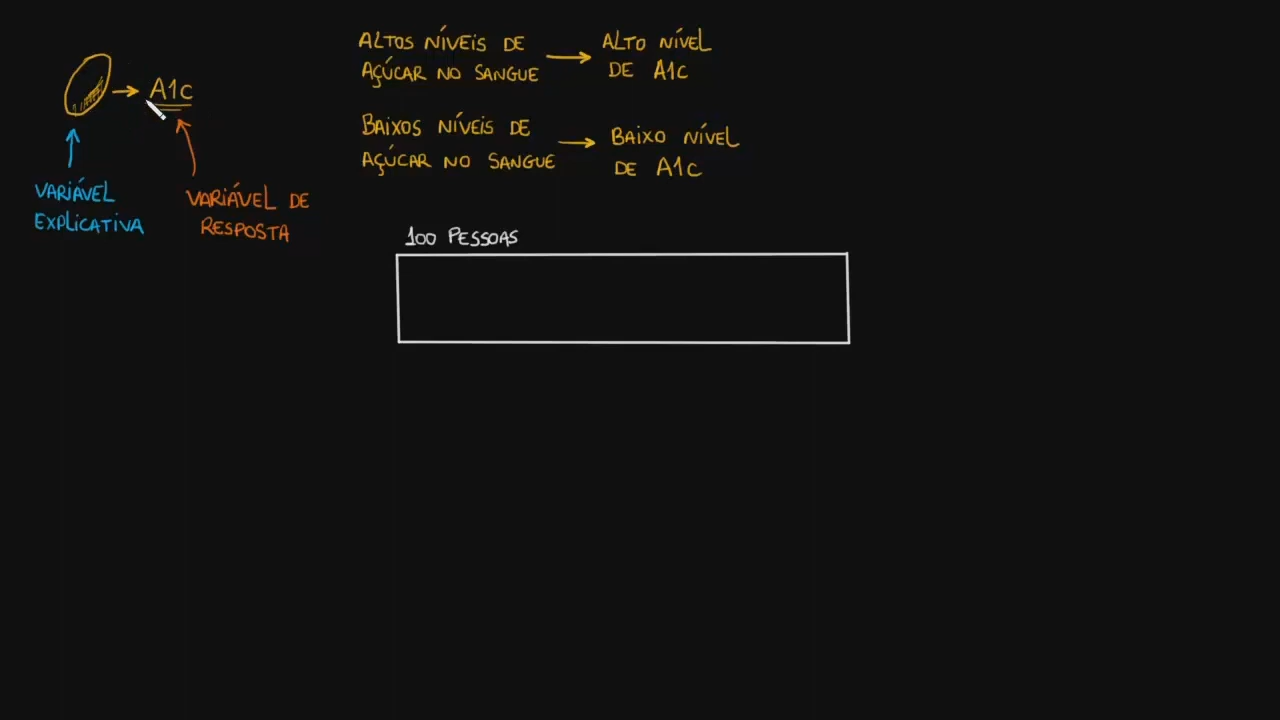 A1c
VARIÁVEL
EXPLICATIVA
VARIÁVEL DE
RESPOSTA
ALTOS NÍVEIS DE
AÇÚCAR NO SANGUE
ALTO NÍVEL
DE A1c
BAIXOS NÍVEIS DE
AÇÚCAR NO SANGUE
BAIXO NÍVEL
DE A1c
100 PESSOAS